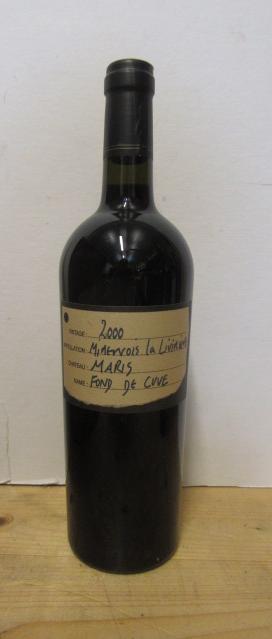 VINTAGE : 2000
APPELLATION : MINERVOIS La Livinière
CHATEAU : MARIS
NAME : FOND DE CUVE